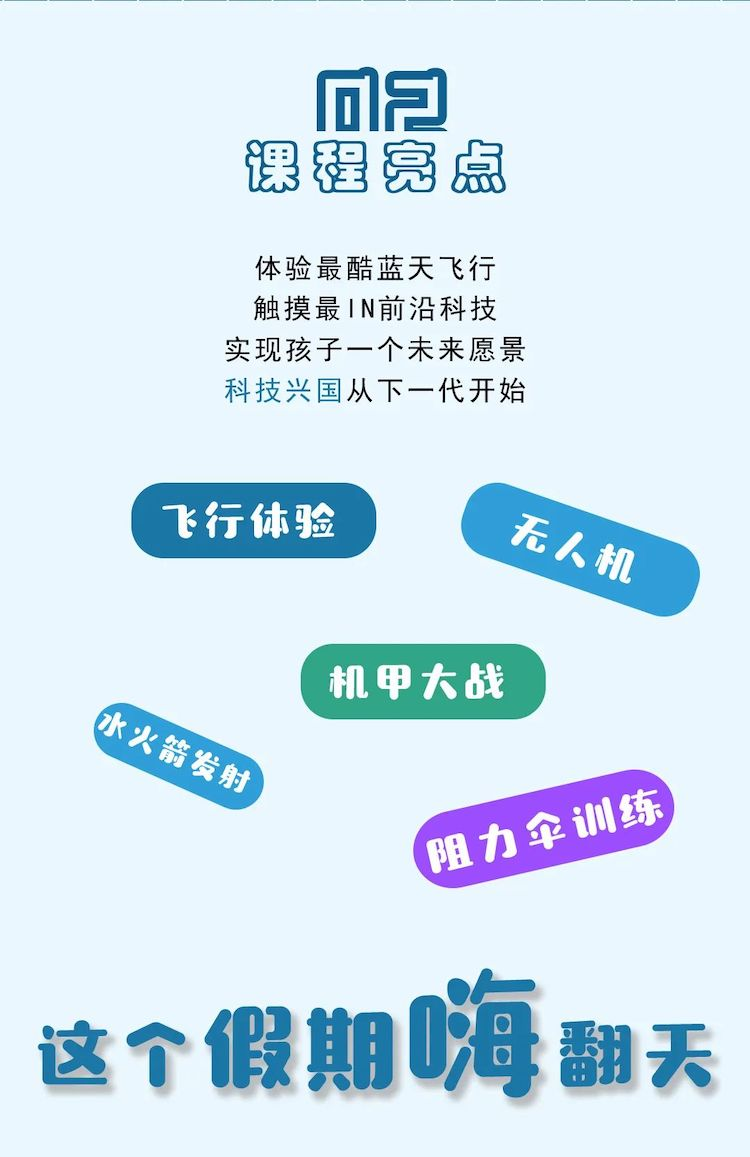 02
课程亮点
体验最酷蓝天飞行
触摸最IN前沿科技
实现孩子一个未来愿景
科技兴国从下一代开始
飞行体验
无人机
机甲大战
水火箭发射
阻力伞训练
这个假期嗨翻天